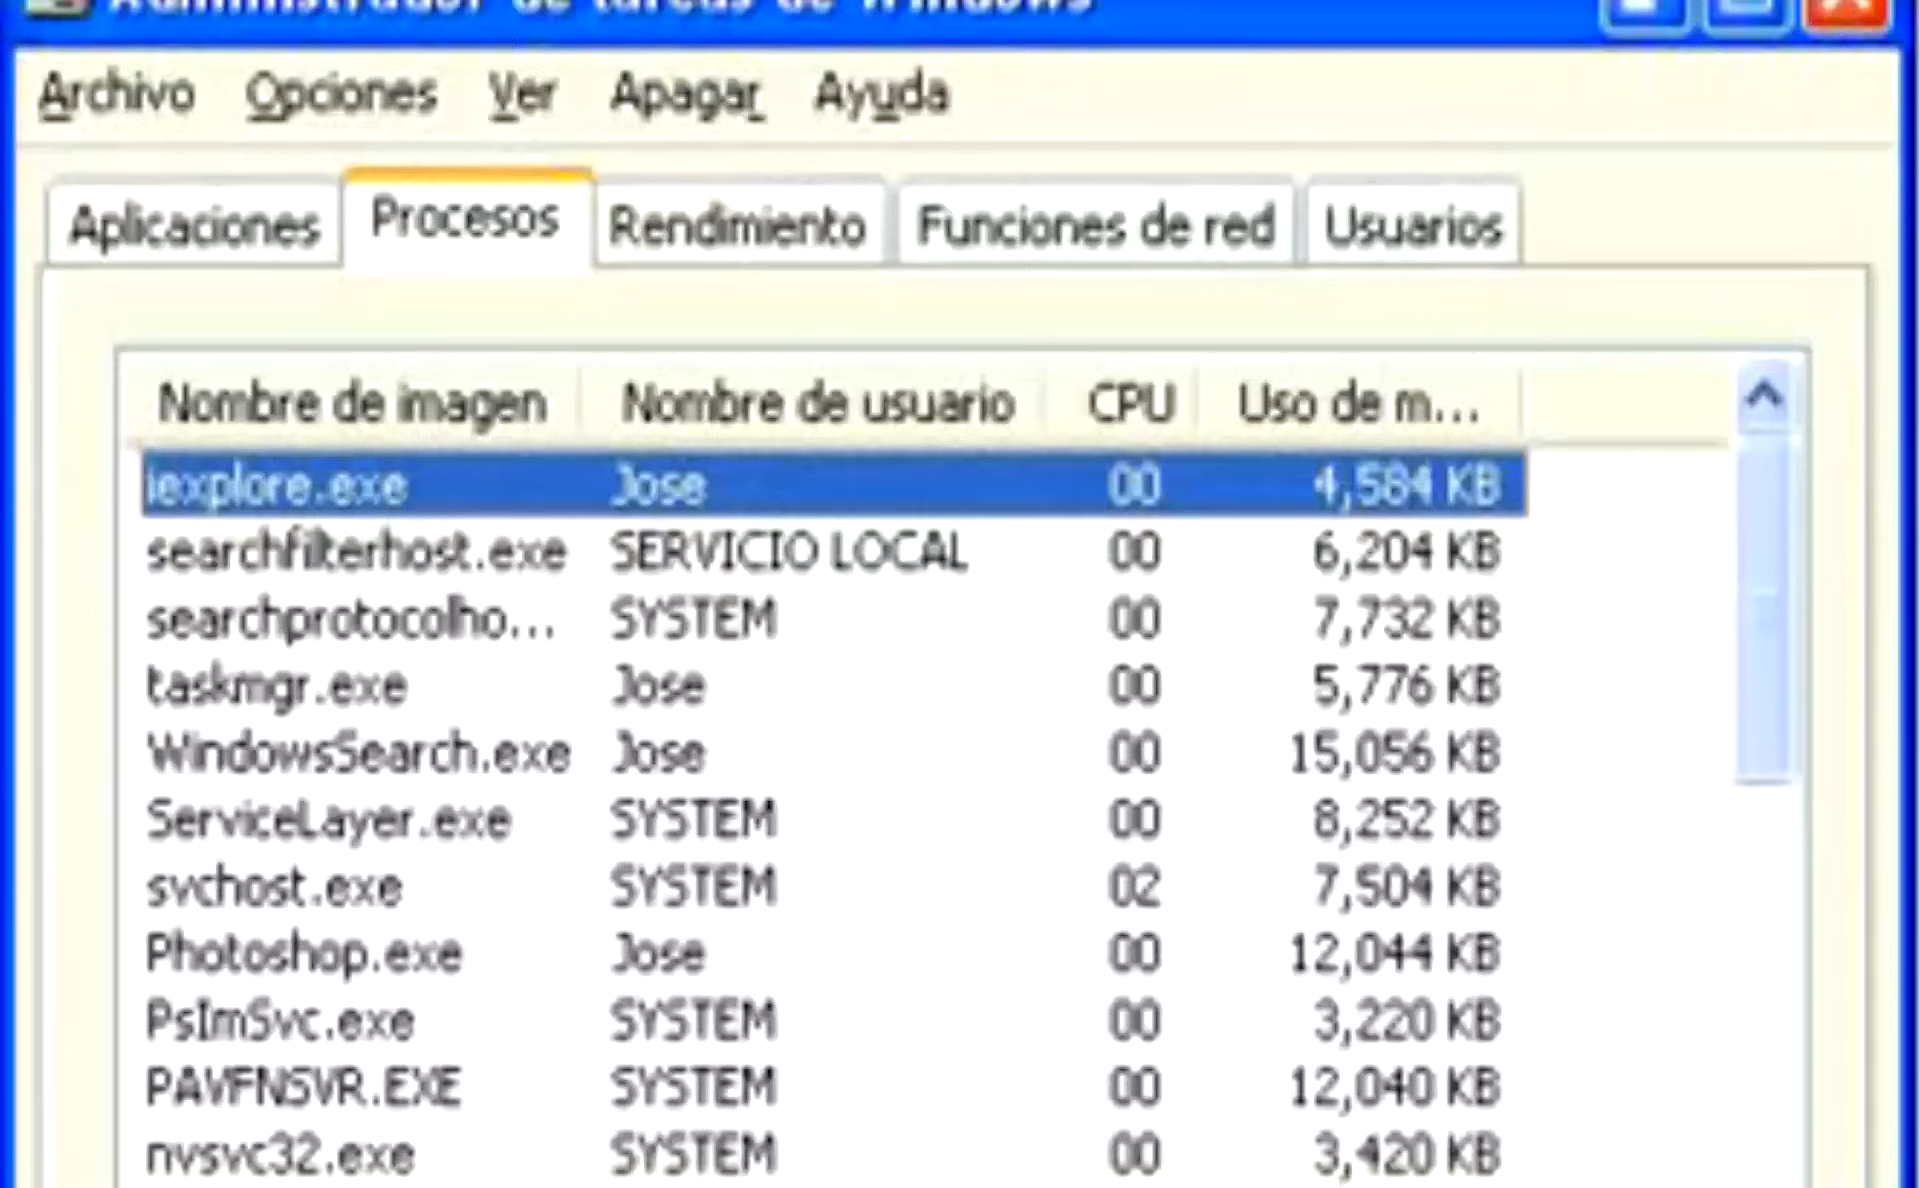 Administrador de tareas de Windows
Archivo Opciones Ver Apagar Ayuda
Aplicaciones Procesos Rendimiento Funciones de red Usuarios
Nombre de imagen Nombre de usuario CPU Uso de m...
iexplore.exe Jose 00 4,584 KB
searchfilterhost.exe SERVICIO LOCAL 00 6,204 KB
searchprotocolho... SYSTEM 00 7,732 KB
taskmgr.exe Jose 00 5,776 KB
WindowsSearch.exe Jose 00 15,056 KB
ServiceLayer.exe SYSTEM 00 8,252 KB
svchost.exe SYSTEM 02 7,504 KB
Photoshop.exe Jose 00 12,044 KB
PsImSvc.exe SYSTEM 00 3,220 KB
PAVFNSVR.EXE SYSTEM 00 12,040 KB
nvsvc32.exe SYSTEM 00 3,420 KB